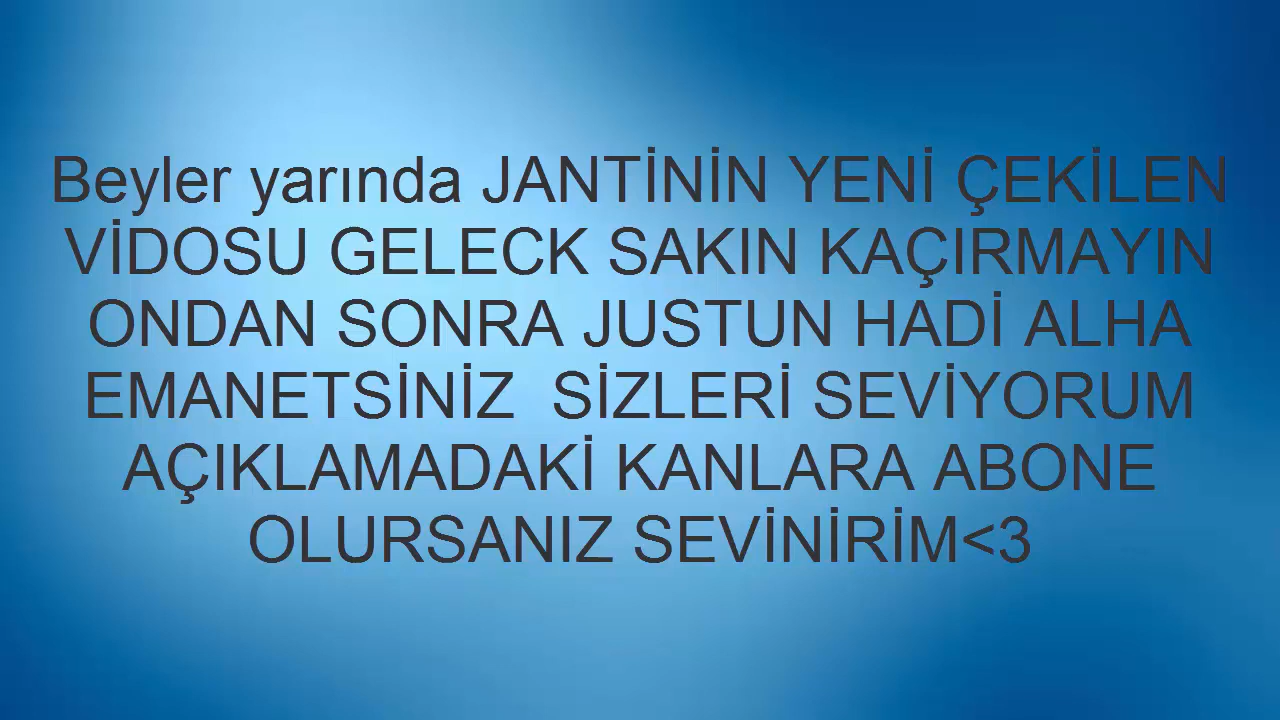 Beyler yarında JANTİNİN YENİ ÇEKİLEN
VİDOSU GELECK SAKIN KAÇIRMAYIN
ONDAN SONRA JUSTUN HADİ ALHA
EMANETSİNİZ  SİZLERİ SEVİYORUM
AÇIKLAMADAKİ KANLARA ABONE
OLURSANIZ SEVİNİRİM<3